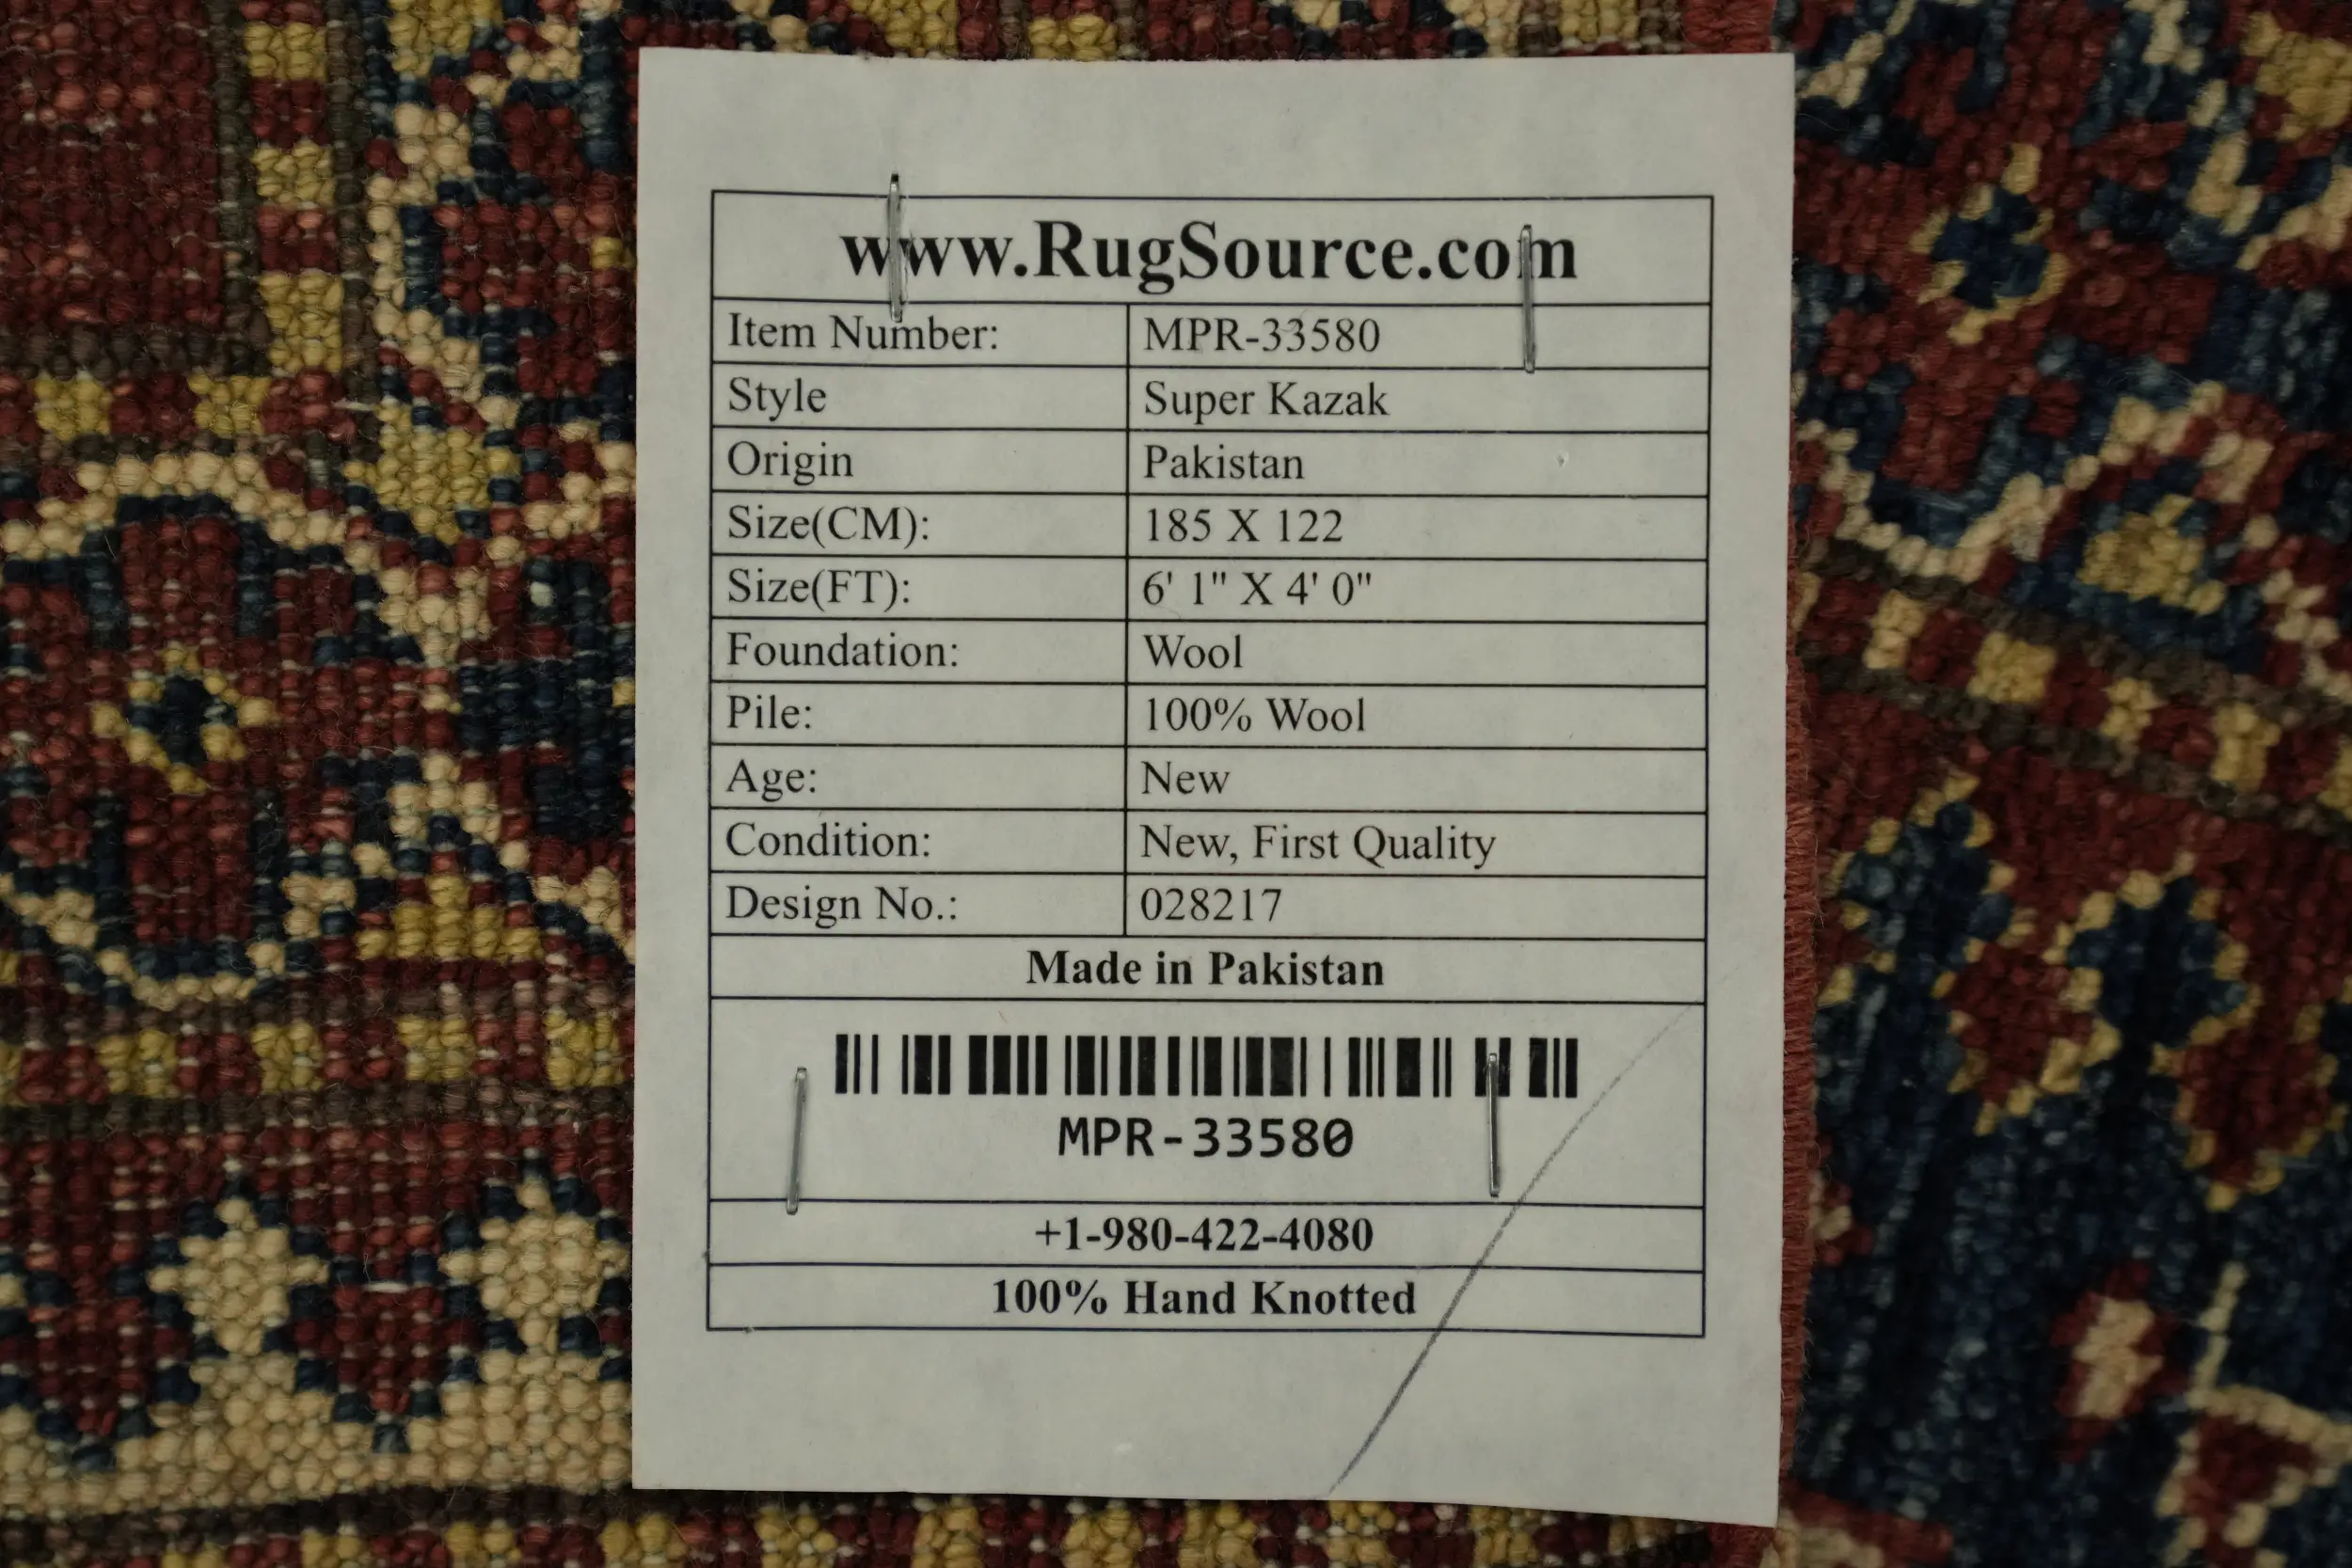 www.RugSource.com
Item Number: MPR-33580
Style Super Kazak
Origin Pakistan
Size(CM): 185 X 122
Size(FT): 6' 1" X 4' 0"
Foundation: Wool
Pile: 100% Wool
Age: New
Condition: New, First Quality
Design No.: 028217
Made in Pakistan
MPR-33580
+1-980-422-4080
100% Hand Knotted